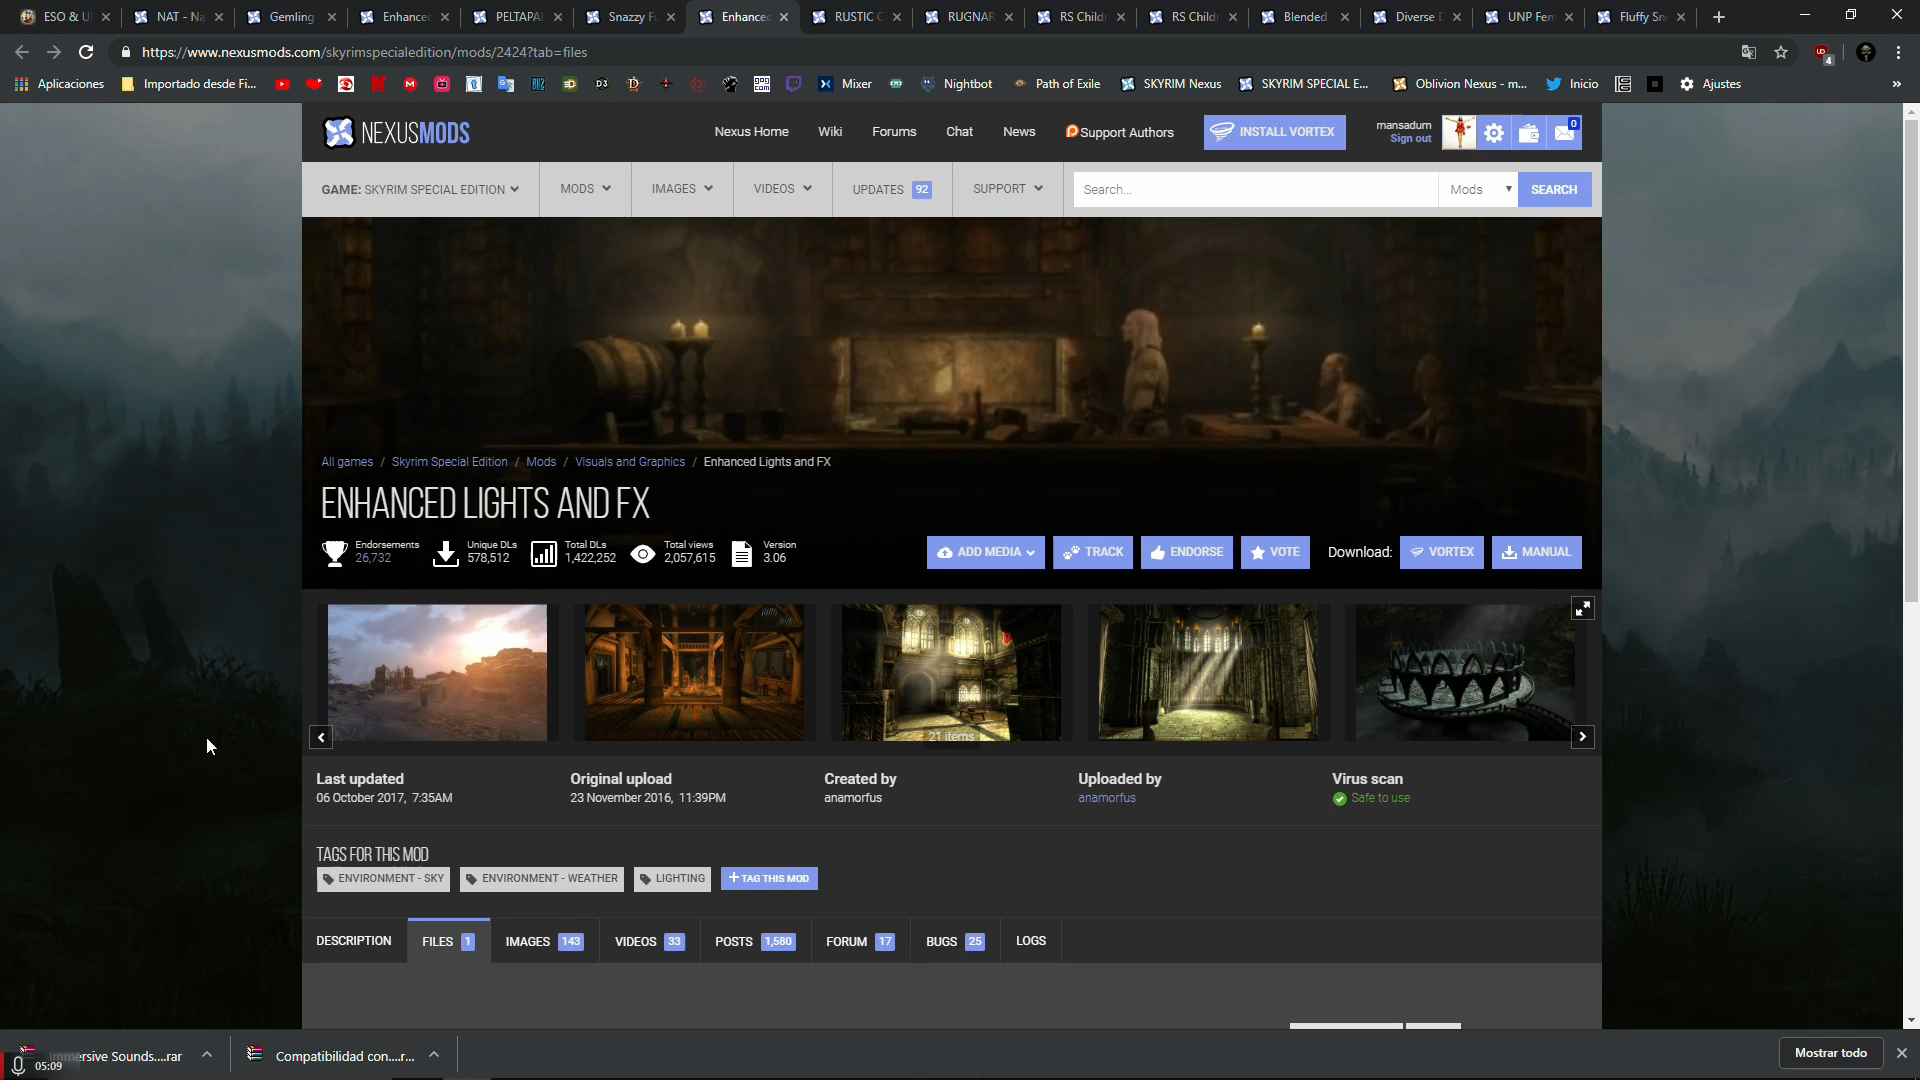 ESO & U
NAT - Na
Gemling
Enhanced
PELTAPAL
Snazzy Fu
Enhanced
RUSTIC C
RUGNAR
RS Childr
RS Childr
Blended
Diverse D
UNP Fem
Fluffy Sn
https://www.nexusmods.com/skyrimspecialedition/mods/2424?tab=files
4
Aplicaciones
Importado desde Fi...
Mixer
Nightbot
Path of Exile
SKYRIM Nexus
SKYRIM SPECIAL E...
Oblivion Nexus - m...
Inicio
Ajustes
NEXUSMODS
Nexus Home
Wiki
Forums
Chat
News
Support Authors
INSTALL VORTEX
mansadum
Sign out
0
GAME: SKYRIM SPECIAL EDITION
MODS
IMAGES
VIDEOS
UPDATES 92
SUPPORT
Search...
Mods
SEARCH
All games / Skyrim Special Edition / Mods / Visuals and Graphics / Enhanced Lights and FX
ENHANCED LIGHTS AND FX
Endorsements
26,732
Unique DLs
578,512
Total DLs
1,422,252
Total views
2,057,615
Version
3.06
ADD MEDIA
TRACK
ENDORSE
VOTE
Download:
VORTEX
MANUAL
21 items
Last updated
06 October 2017, 7:35AM
Original upload
23 November 2016, 11:39PM
Created by
anamorfus
Uploaded by
anamorfus
Virus scan
Safe to use
TAGS FOR THIS MOD
ENVIRONMENT - SKY
ENVIRONMENT - WEATHER
LIGHTING
+ TAG THIS MOD
DESCRIPTION
FILES 1
IMAGES 143
VIDEOS 33
POSTS 1,580
FORUM 17
BUGS 25
LOGS
Immersive Sounds....rar
Compatibilidad con....r...
Mostrar todo
05:09